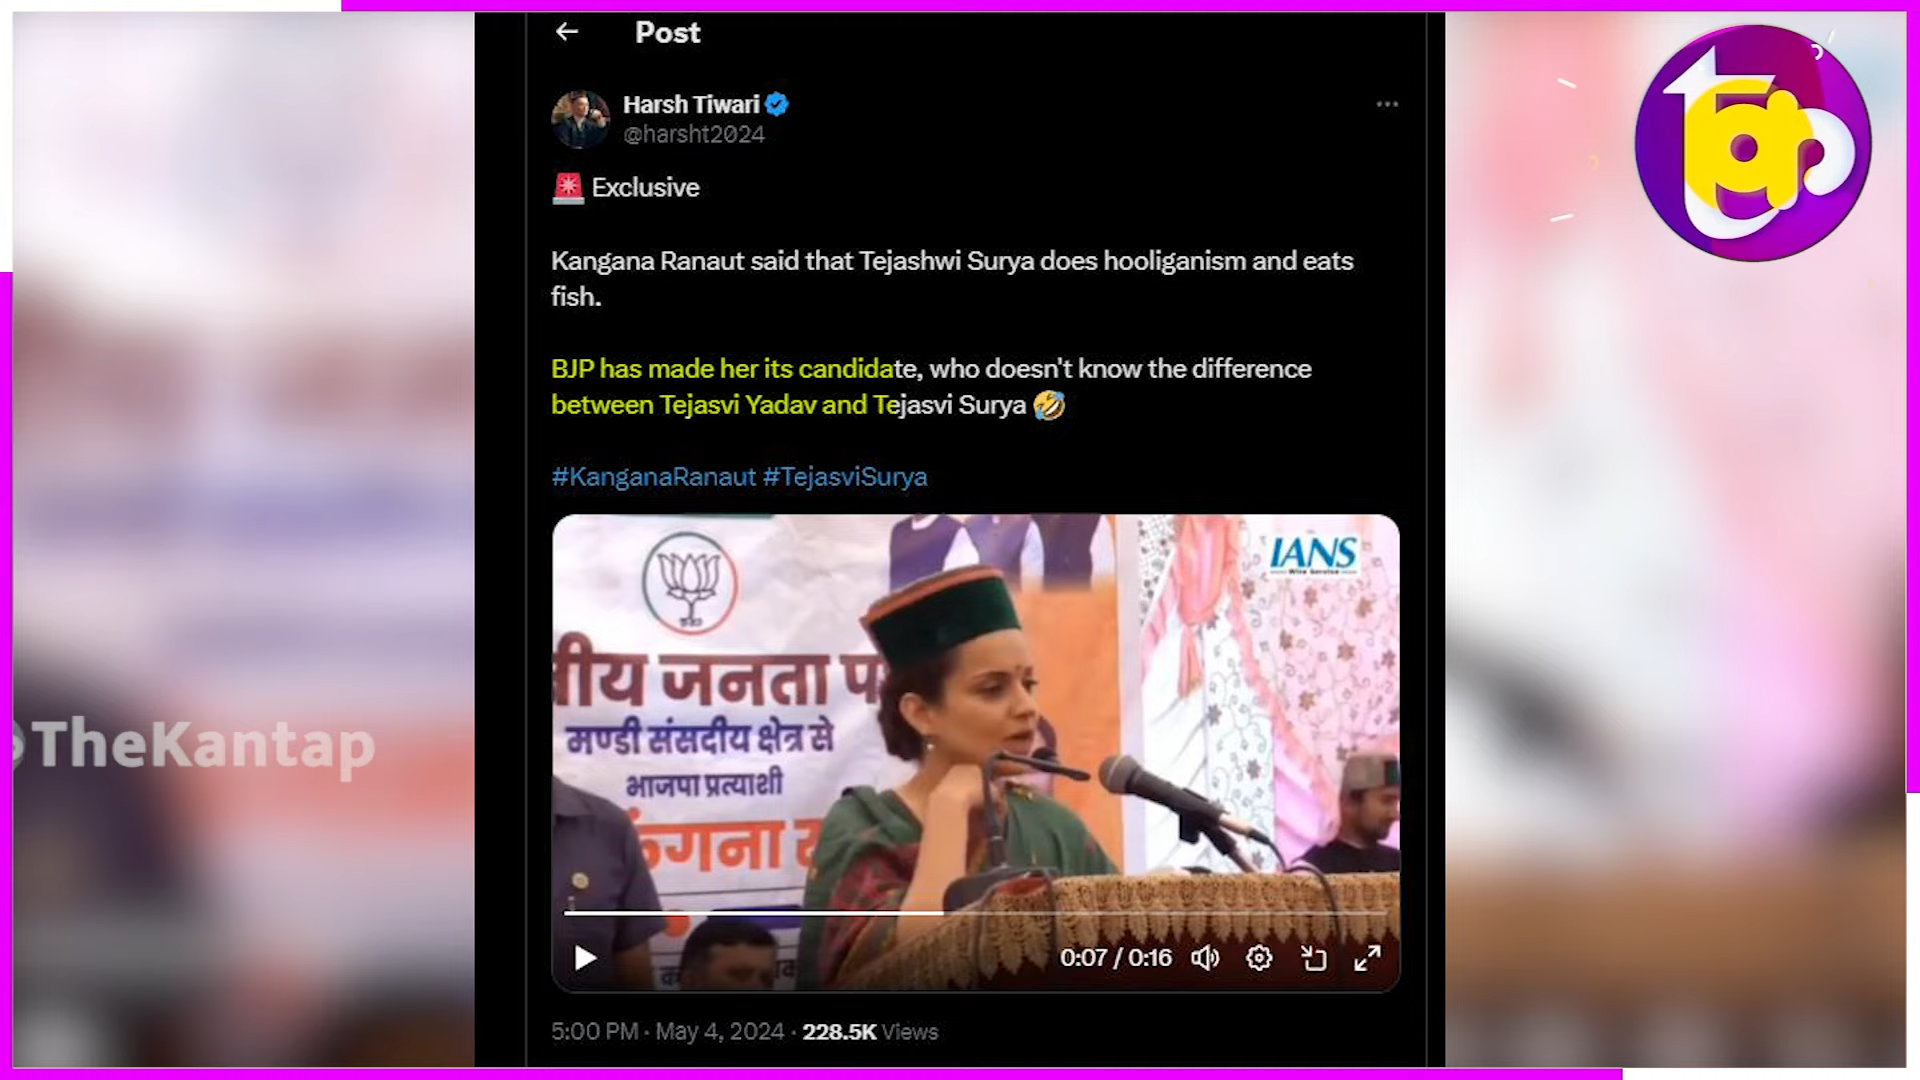 Post
Harsh Tiwari
@harsht2024
Exclusive
Kangana Ranaut said that Tejashwi Surya does hooliganism and eats
fish.
BJP has made her its candidate, who doesn't know the difference
between Tejasvi Yadav and Tejasvi Surya
#KanganaRanaut #TejasviSurya
IANS
Wire Service
तीय जनता पा
मण्डी संसदीय क्षेत्र से
भाजपा प्रत्याशी
कंगना र
TheKantap
0:07 / 0:16
5:00 PM · May 4, 2024 · 228.5K Views